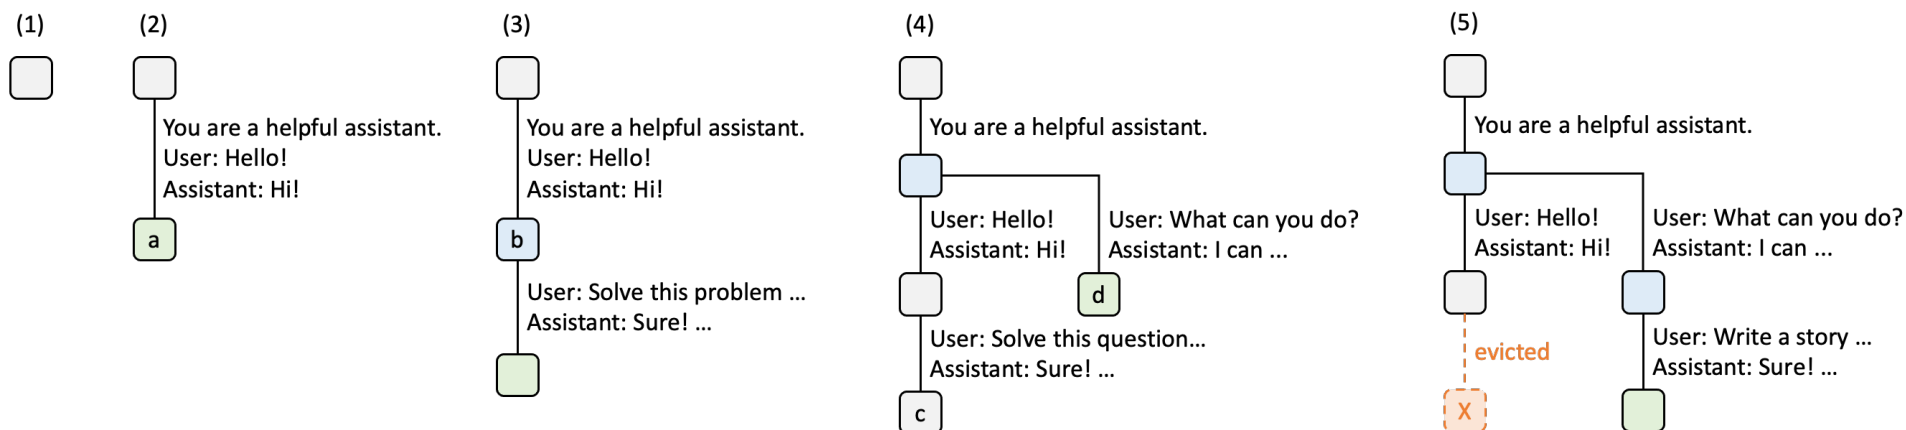 (1)
(2)
You are a helpful assistant.
User: Hello!
Assistant: Hi!
a
(3)
You are a helpful assistant.
User: Hello!
Assistant: Hi!
b
User: Solve this problem ...
Assistant: Sure! ...
(4)
You are a helpful assistant.
User: Hello!
Assistant: Hi!
User: What can you do?
Assistant: I can ...
d
User: Solve this question...
Assistant: Sure! ...
c
(5)
You are a helpful assistant.
User: Hello!
Assistant: Hi!
User: What can you do?
Assistant: I can ...
evicted
X
User: Write a story ...
Assistant: Sure! ...